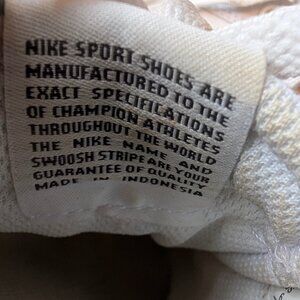 NIKE SPORT SHOES ARE
MANUFACTURED TO THE
EXACT SPECIFICATIONS
OF CHAMPION ATHLETES
THROUGHOUT THE WORLD
THE NIKE NAME AND
SWOOSH STRIPE ARE YOUR
GUARANTEE OF QUALITY
MADE IN INDONESIA